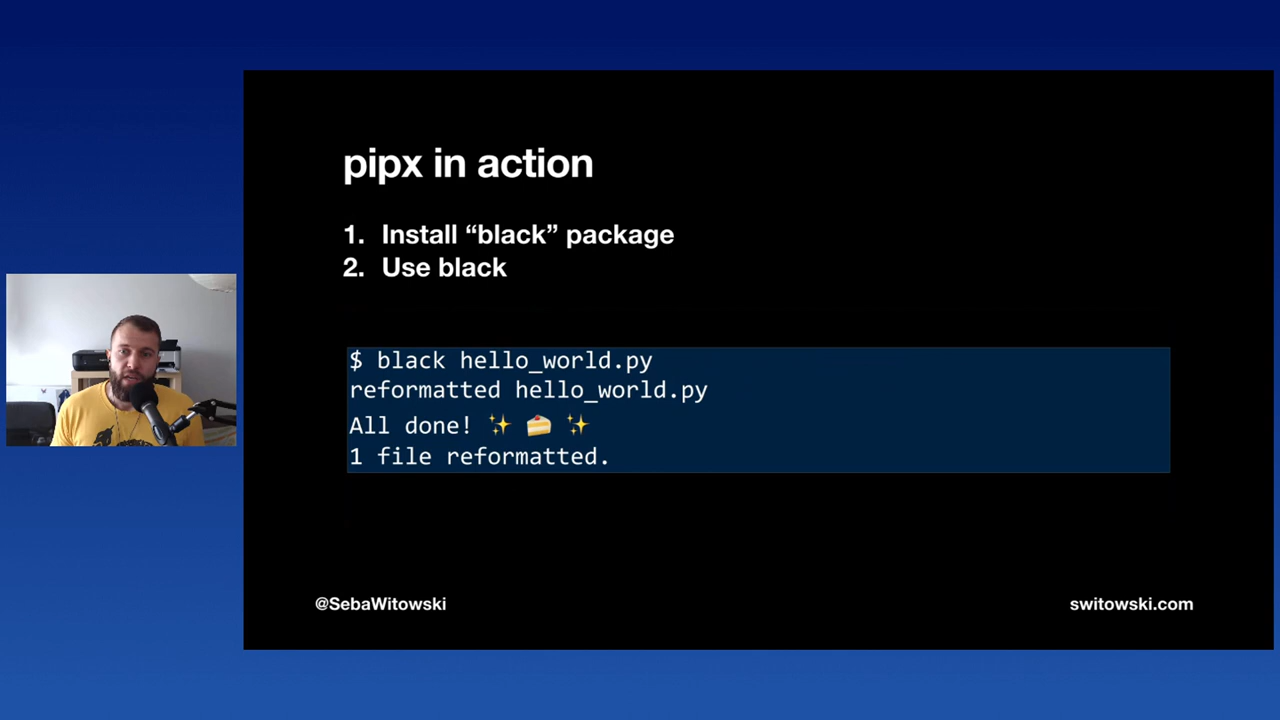 pipx in action
1. Install “black” package
2. Use black
$ black hello_world.py
reformatted hello_world.py
All done! ✨ 🍰 ✨
1 file reformatted.
@SebaWitowski
switowski.com